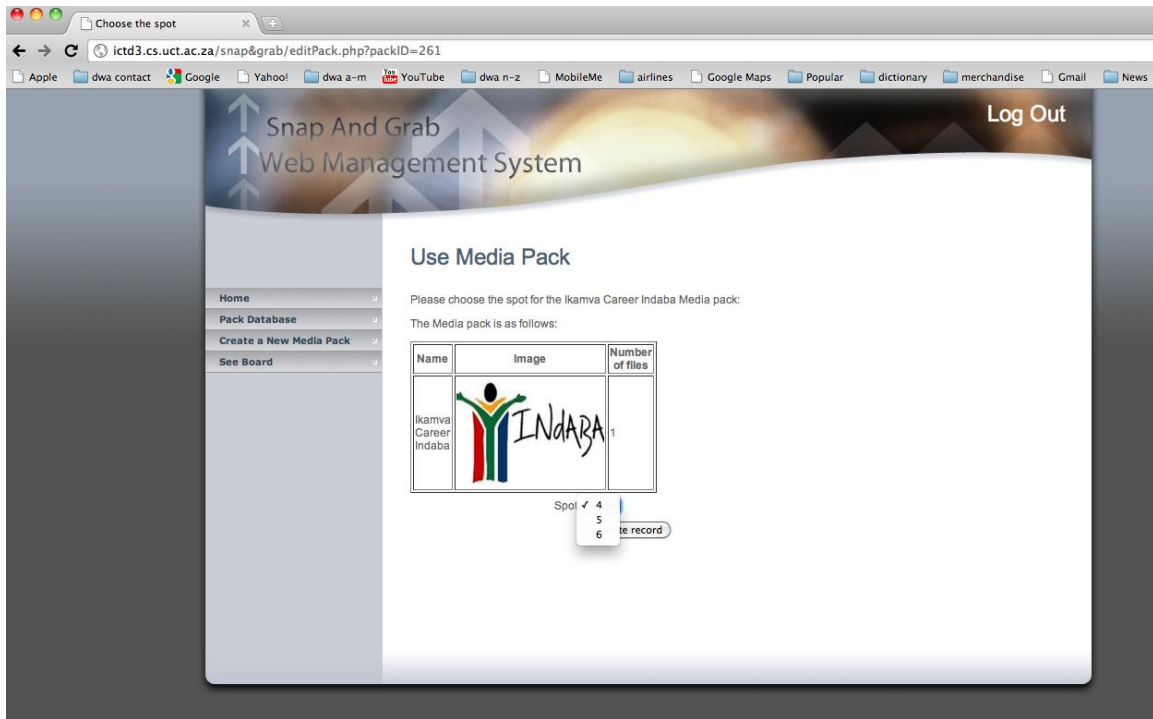 Choose the spot
ictd3.cs.uct.ac.za/snap&grab/editPack.php?packID=261
Apple dwa contact Google Yahoo! dwa a-m YouTube dwa n-z MobileMe airlines Google Maps Popular dictionary merchandise Gmail News
Log Out
Snap And Grab
Web Management System
Use Media Pack
Home
Pack Database
Create a New Media Pack
See Board
Please choose the spot for the Ikamva Career Indaba Media pack:
The Media pack is as follows:
Name Image Number
of files
Ikamva
Career
Indaba
INdABA
1
Spot ✓ 4
5
6
te record